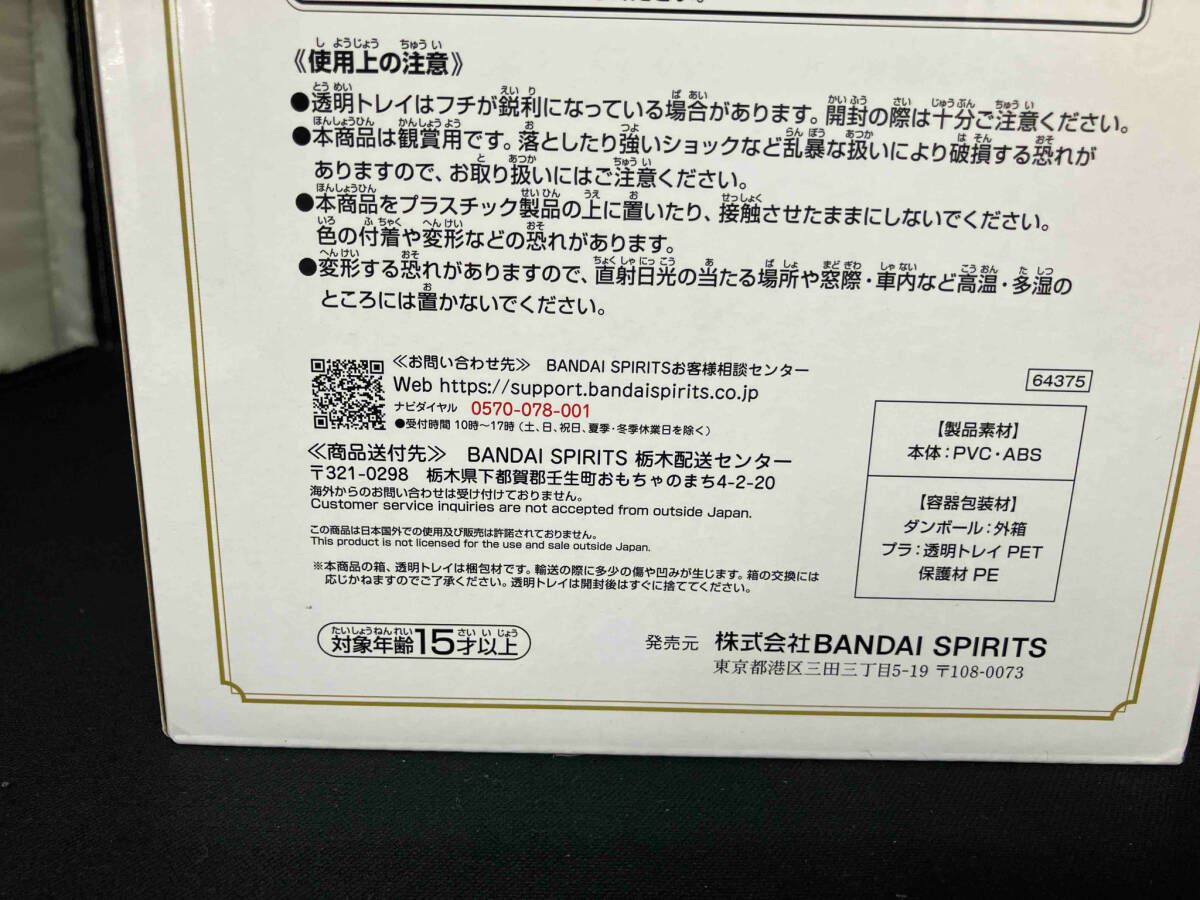 《使用上の注意》
●透明トレイはフチが鋭利になっている場合があります。開封の際は十分ご注意ください。
●本商品は観賞用です。落としたり強いショックなど乱暴な扱いにより破損する恐れが
ありますので、お取り扱いにはご注意ください。
●本商品をプラスチック製品の上に置いたり、接触させたままにしないでください。
色の付着や変形などの恐れがあります。
●変形する恐れがありますので、直射日光の当たる場所や窓際・車内など高温・多湿の
ところには置かないでください。
≪お問い合わせ先≫ BANDAI SPIRITSお客様相談センター
Web https://support.bandaispirits.co.jp
ナビダイヤル 0570-078-001
●受付時間 10時～17時（土、日、祝日、夏季・冬季休業日を除く）
≪商品送付先≫ BANDAI SPIRITS 栃木配送センター
〒321-0298 栃木県下都賀郡壬生町おもちゃのまち4-2-20
海外からのお問い合わせは受け付けておりません。
Customer service inquiries are not accepted from outside Japan.
この商品は日本国外での使用及び販売は許諾されておりません。
This product is not licensed for the use and sale outside Japan.
※本商品の箱、透明トレイは梱包材です。輸送の際に多少の傷や凹みが生じます。箱の交換には
応じかねますのでご了承ください。透明トレイは開封後はすぐに捨ててください。
64375
【製品素材】
本体：PVC・ABS
【容器包装材】
ダンボール：外箱
プラ：透明トレイ PET
保護材 PE
対象年齢15才以上
発売元 株式会社BANDAI SPIRITS
東京都港区三田三丁目5-19 〒108-0073